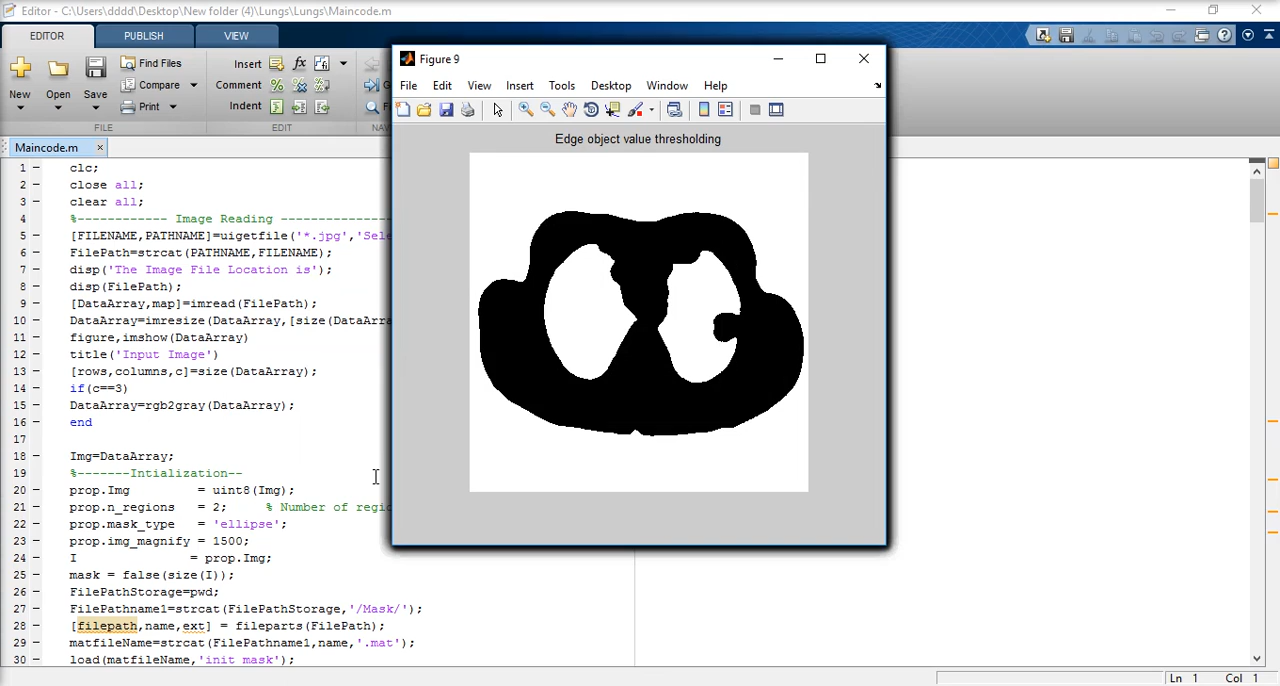 Editor - C:\Users\dddd\Desktop\New folder (4)\Lungs\Lungs\Maincode.m
EDITOR PUBLISH VIEW
New Open Save
Find Files
Compare
Print
FILE
Insert fx
Comment %
Indent
EDIT
Maincode.m ×
1 – clc;
2 – close all;
3 – clear all;
4 %------------ Image Reading
5 – [FILENAME,PATHNAME]=uigetfile('*.jpg','Sele
6 – FilePath=strcat(PATHNAME,FILENAME);
7 – disp('The Image File Location is');
8 – disp(FilePath);
9 – [DataArray,map]=imread(FilePath);
10 – DataArray=imresize(DataArray,[size(DataArra
11 – figure,imshow(DataArray)
12 – title('Input Image')
13 – [rows,columns,c]=size(DataArray);
14 – if(c==3)
15 – DataArray=rgb2gray(DataArray);
16 – end
17
18 – Img=DataArray;
19 %-------Intialization--
20 – prop.Img = uint8(Img);
21 – prop.n_regions = 2; % Number of regio
22 – prop.mask_type = 'ellipse';
23 – prop.img_magnify = 1500;
24 – I = prop.Img;
25 – mask = false(size(I));
26 – FilePathStorage=pwd;
27 – FilePathname1=strcat(FilePathStorage,'/Mask/');
28 – [filepath,name,ext] = fileparts(FilePath);
29 – matfileName=strcat(FilePathname1,name,'.mat');
30 – load(matfileName,'init_mask');
Figure 9
File Edit View Insert Tools Desktop Window Help
Edge object value thresholding
Ln 1 Col 1